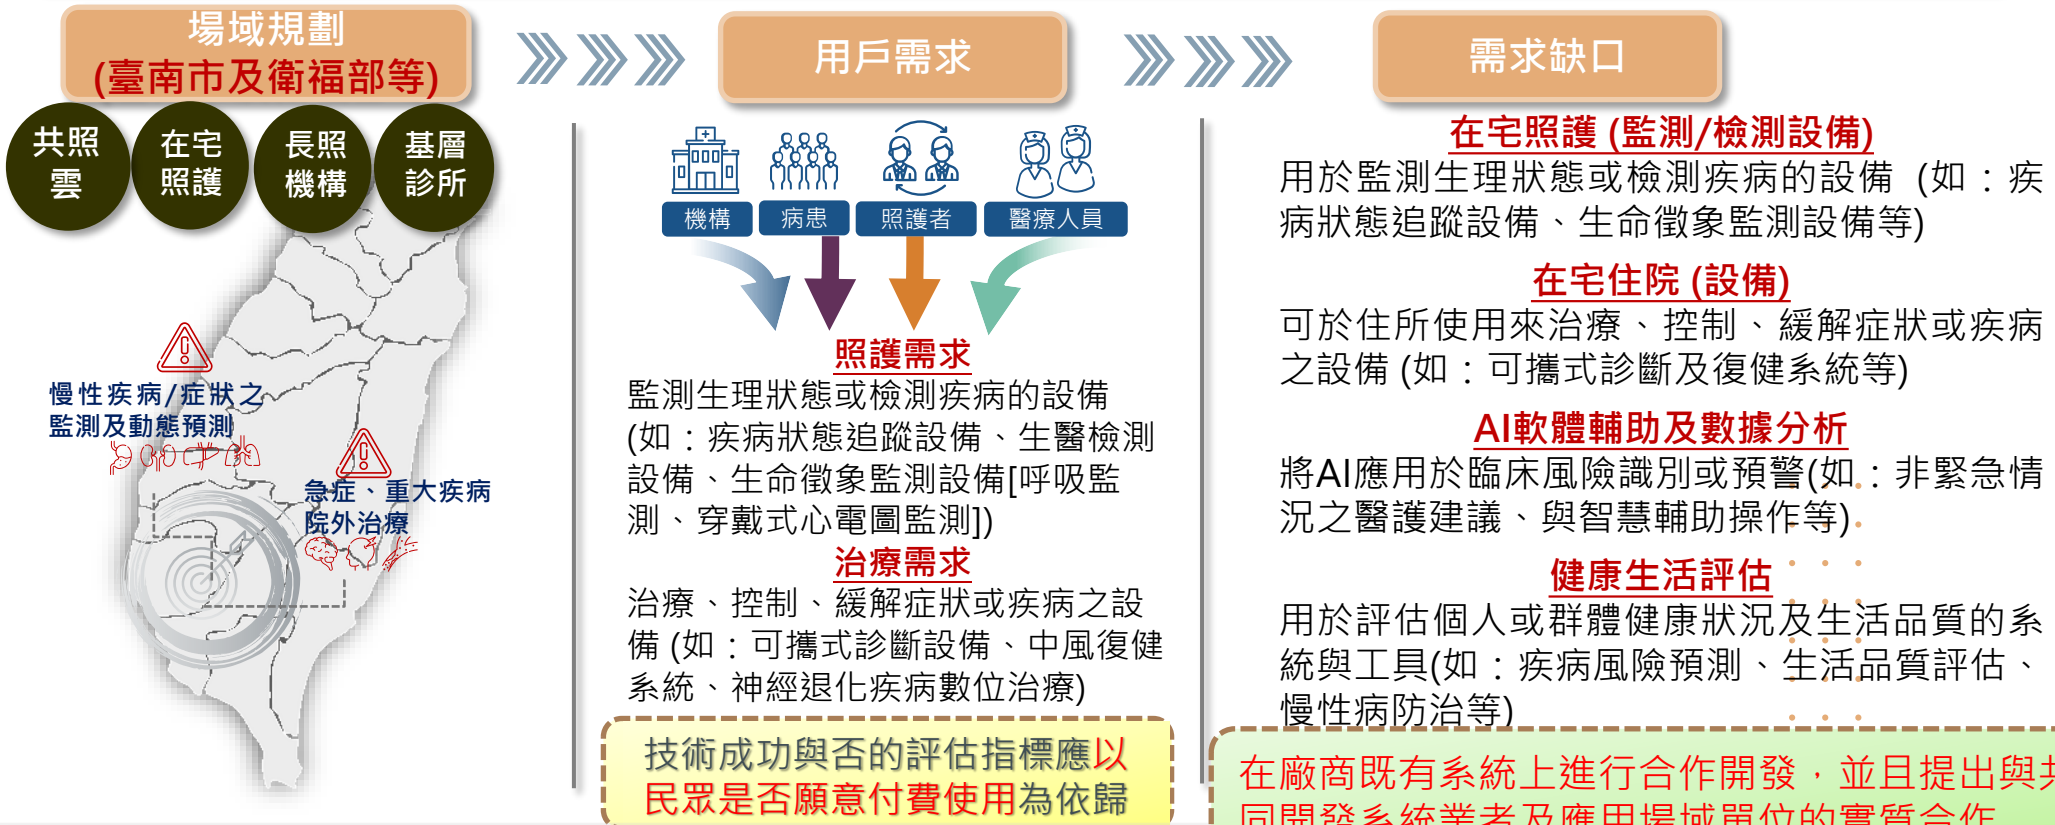 場域規劃
(臺南市及衛福部等)
共照
雲
在宅
照護
長照
機構
基層
診所
慢性疾病/症狀之
監測及動態預測
急症、重大疾病
院外治療
用戶需求
機構
病患
照護者
醫療人員
照護需求
監測生理狀態或檢測疾病的設備
(如：疾病狀態追蹤設備、生醫檢測
設備、生命徵象監測設備[呼吸監
測、穿戴式心電圖監測])
治療需求
治療、控制、緩解症狀或疾病之設
備 (如：可攜式診斷設備、中風復健
系統、神經退化疾病數位治療)
技術成功與否的評估指標應以
民眾是否願意付費使用為依歸
需求缺口
在宅照護 (監測/檢測設備)
用於監測生理狀態或檢測疾病的設備 (如：疾
病狀態追蹤設備、生命徵象監測設備等)
在宅住院 (設備)
可於住所使用來治療、控制、緩解症狀或疾病
之設備 (如：可攜式診斷及復健系統等)
AI軟體輔助及數據分析
將AI應用於臨床風險識別或預警(如：非緊急情
況之醫護建議、與智慧輔助操作等)
健康生活評估
用於評估個人或群體健康狀況及生活品質的系
統與工具(如：疾病風險預測、生活品質評估、
慢性病防治等)
在廠商既有系統上進行合作開發，並且提出與共
同開發系統業者及應用場域單位的實質合作